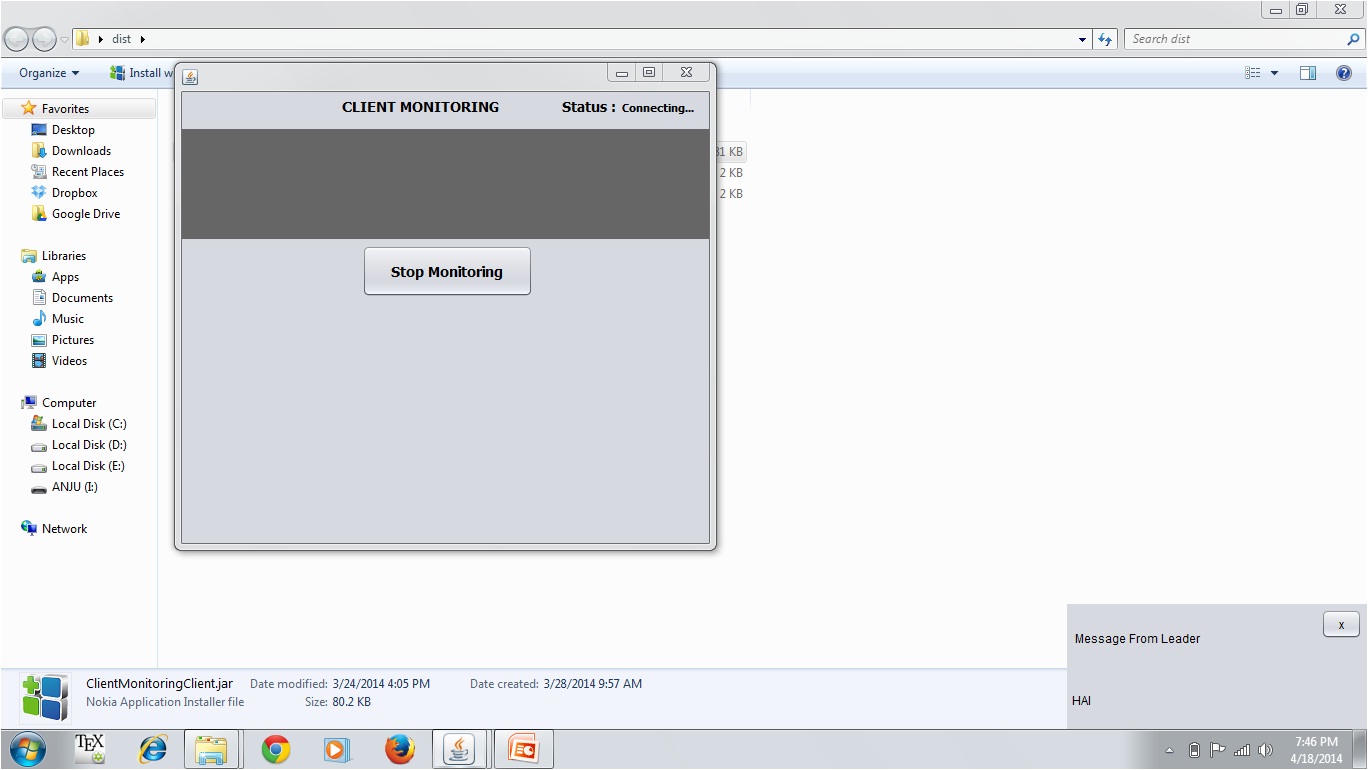 dist
Search dist
Organize
Install w
CLIENT MONITORING
Status : Connecting...
Stop Monitoring
Favorites
Desktop
Downloads
Recent Places
Dropbox
Google Drive
Libraries
Apps
Documents
Music
Pictures
Videos
Computer
Local Disk (C:)
Local Disk (D:)
Local Disk (E:)
ANJU (I:)
Network
31 KB
2 KB
2 KB
Message From Leader
x
HAI
ClientMonitoringClient.jar Date modified: 3/24/2014 4:05 PM Date created: 3/28/2014 9:57 AM
Nokia Application Installer file Size: 80.2 KB
TEX
7:46 PM
4/18/2014